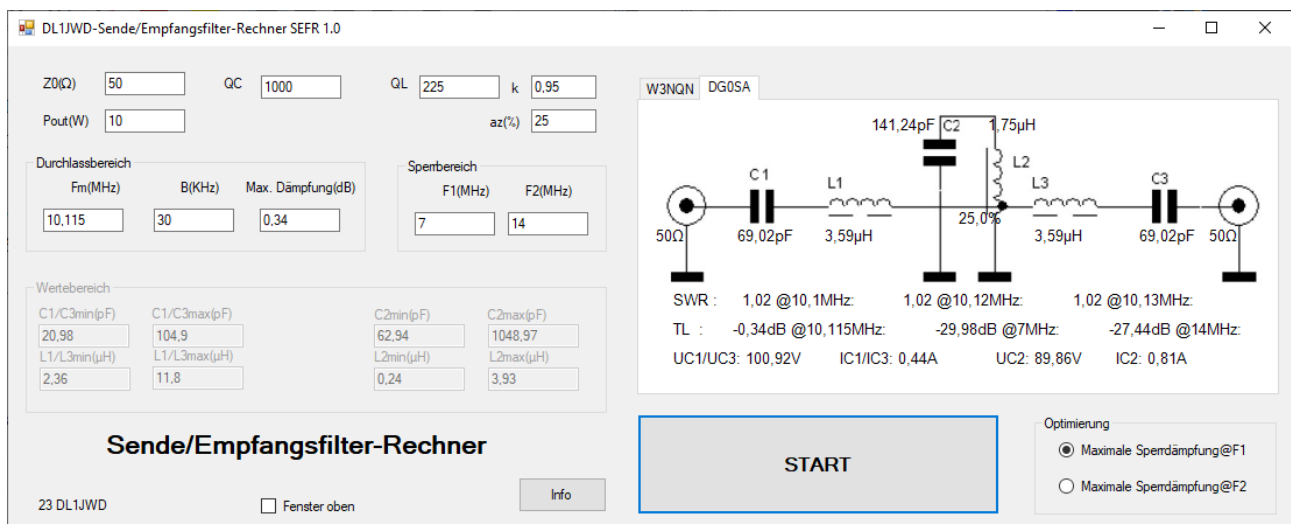 DL1JWD-Sende/Empfangsfilter-Rechner SEFR 1.0
Z0(Ω) 50 QC 1000 QL 225 k 0,95
Pout(W) 10 az(%) 25
Durchlassbereich
Fm(MHz) B(KHz) Max. Dämpfung(dB)
10,115 30 0,34
Sperrbereich
F1(MHz) F2(MHz)
7 14
Wertebereich
C1/C3min(pF) C1/C3max(pF) C2min(pF) C2max(pF)
20,98 104,9 62,94 1048,97
L1/L3min(µH) L1/L3max(µH) L2min(µH) L2max(µH)
2,36 11,8 0,24 3,93
Sende/Empfangsfilter-Rechner
23 DL1JWD Fenster oben Info
W3NQN DG0SA
141,24pF C2 1,75µH
L2
C1 L1 L3 C3
25,0%
50Ω 69,02pF 3,59µH 3,59µH 69,02pF 50Ω
SWR : 1,02 @10,1MHz: 1,02 @10,12MHz: 1,02 @10,13MHz:
TL : -0,34dB @10,115MHz: -29,98dB @7MHz: -27,44dB @14MHz:
UC1/UC3: 100,92V IC1/IC3: 0,44A UC2: 89,86V IC2: 0,81A
START
Optimierung
Maximale Sperrdämpfung@F1
Maximale Sperrdämpfung@F2